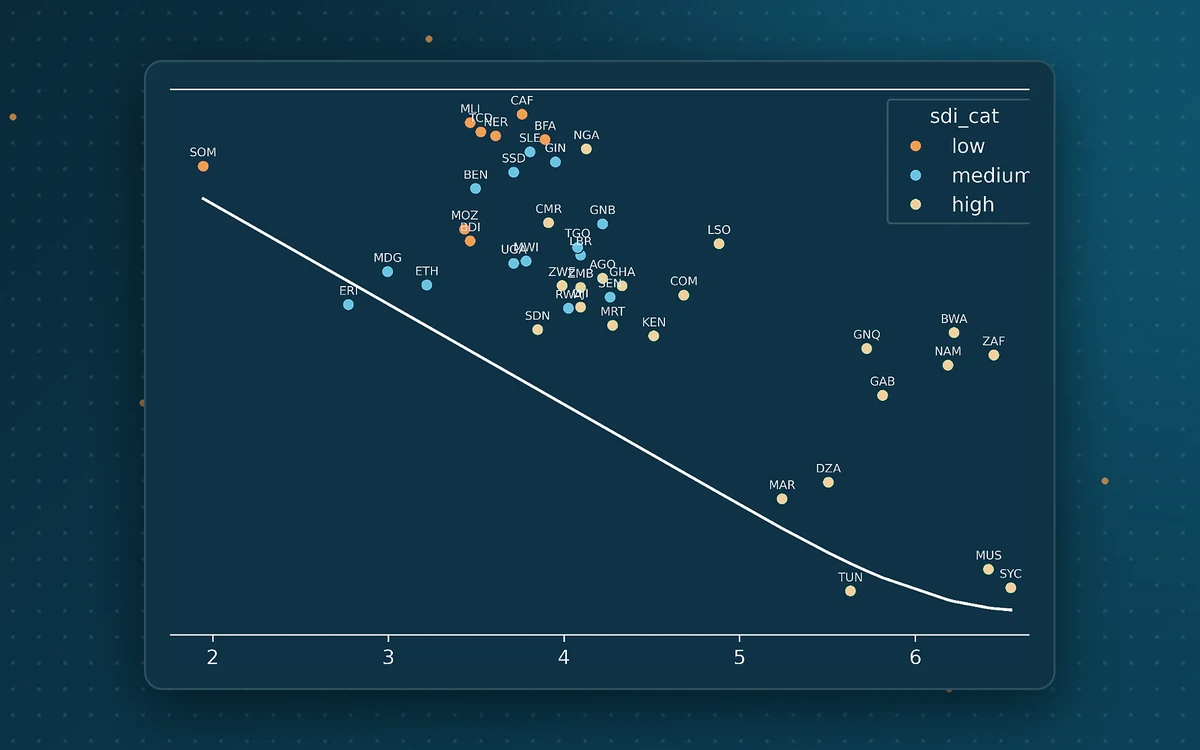 CAF
MLI
TCD
NER
BFA
SLE
NGA
GIN
SOM
SSD
BEN
sdi_cat
low
medium
high
MOZ
BDI
CMR
GNB
TGO
LBR
LSO
UGA
MWI
MDG
ETH
ERI
AGO
ZWE
ZMB
GHA
SEN
COM
RWA
SDN
MRT
KEN
GNQ
BWA
ZAF
NAM
GAB
DZA
MAR
MUS
SYC
TUN
2 3 4 5 6